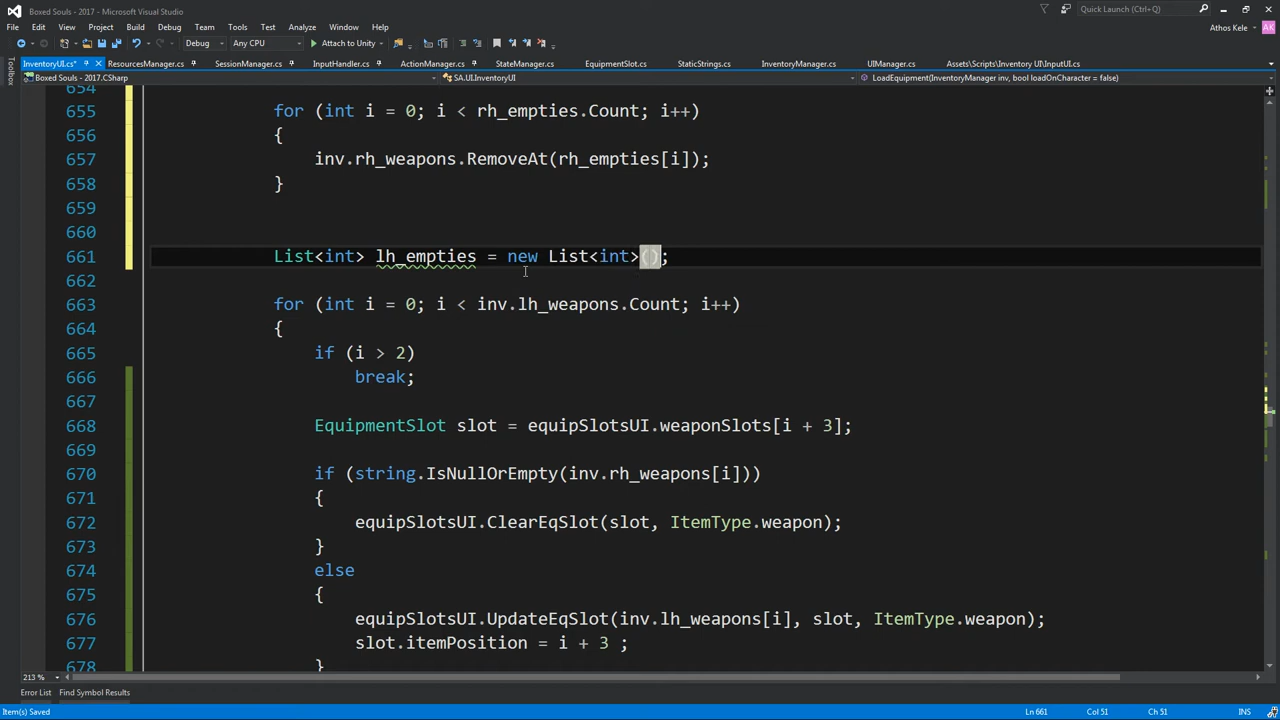 Boxed Souls - 2017 - Microsoft Visual Studio
Quick Launch (Ctrl+Q)
File Edit View Project Build Debug Team Tools Test Analyze Window Help
Athos Kele AK
Debug Any CPU Attach to Unity
Toolbox
InventoryUI.cs* ResourcesManager.cs SessionManager.cs InputHandler.cs ActionManager.cs StateManager.cs EquipmentSlot.cs StaticStrings.cs InventoryManager.cs UIManager.cs Assets\Scripts\Inventory UI\InputUI.cs
Boxed Souls - 2017.CSharp SA.UI.InventoryUI LoadEquipment(InventoryManager inv, bool loadOnCharacter = false)
654
655 for (int i = 0; i < rh_empties.Count; i++)
656 {
657 inv.rh_weapons.RemoveAt(rh_empties[i]);
658 }
659
660
661 List<int> lh_empties = new List<int>();
662
663 for (int i = 0; i < inv.lh_weapons.Count; i++)
664 {
665 if (i > 2)
666 break;
667
668 EquipmentSlot slot = equipSlotsUI.weaponSlots[i + 3];
669
670 if (string.IsNullOrEmpty(inv.rh_weapons[i]))
671 {
672 equipSlotsUI.ClearEqSlot(slot, ItemType.weapon);
673 }
674 else
675 {
676 equipSlotsUI.UpdateEqSlot(inv.lh_weapons[i], slot, ItemType.weapon);
677 slot.itemPosition = i + 3 ;
678 }
213 %
Error List Find Symbol Results
Item(s) Saved Ln 661 Col 51 Ch 51 INS